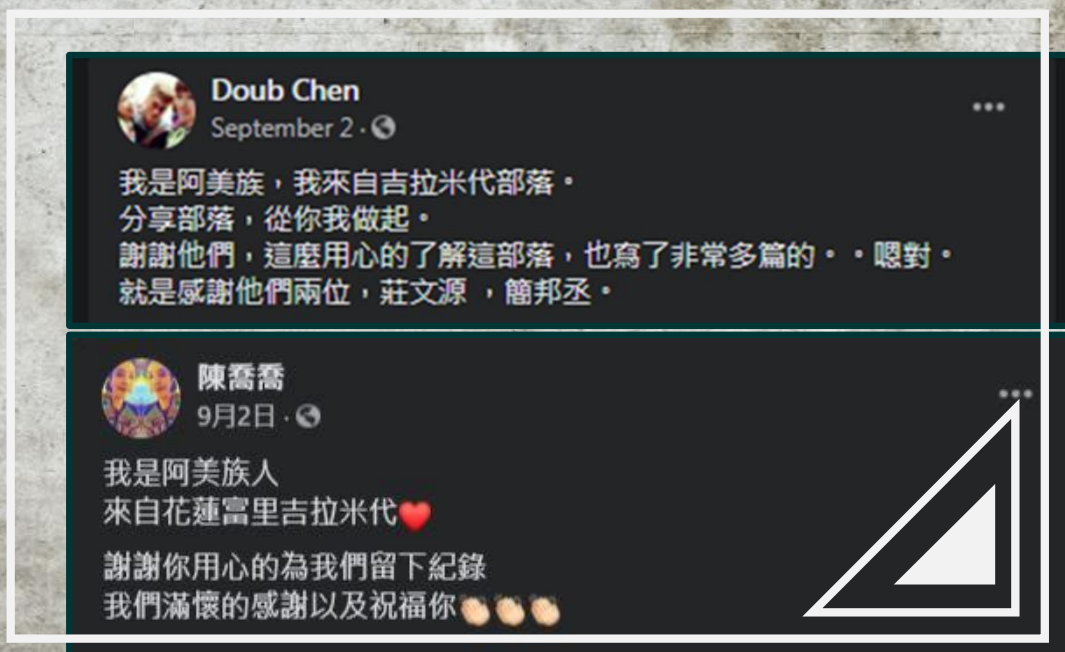 Doub Chen
September 2 ·
我是阿美族，我來自吉拉米代部落。
分享部落，從你我做起。
謝謝他們，這麼用心的了解這部落，也寫了非常多篇的。。嗯對。
就是感謝他們兩位，莊文源 ，簡邦丞。
陳喬喬
9月2日 ·
我是阿美族人
來自花蓮富里吉拉米代❤️
謝謝你用心的為我們留下紀錄
我們滿懷的感謝以及祝福你👏🏻👏🏻👏🏻